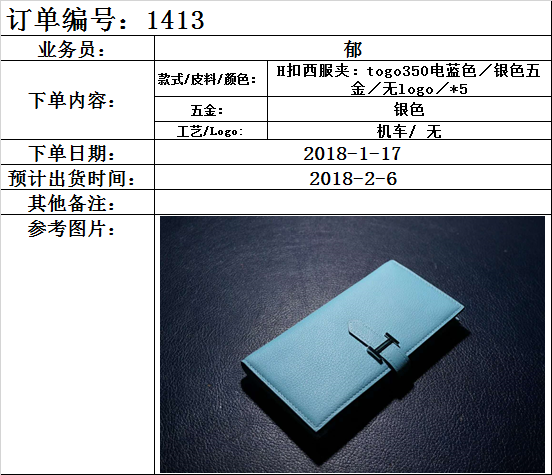 订单编号：1413
业务员：
郁
下单内容：
款式/皮料/颜色：
H扣西服夹：togo350电蓝色／银色五
金／无logo／*5
五金：
银色
工艺/Logo:
机车/ 无
下单日期：
2018-1-17
预计出货时间：
2018-2-6
其他备注：
参考图片：